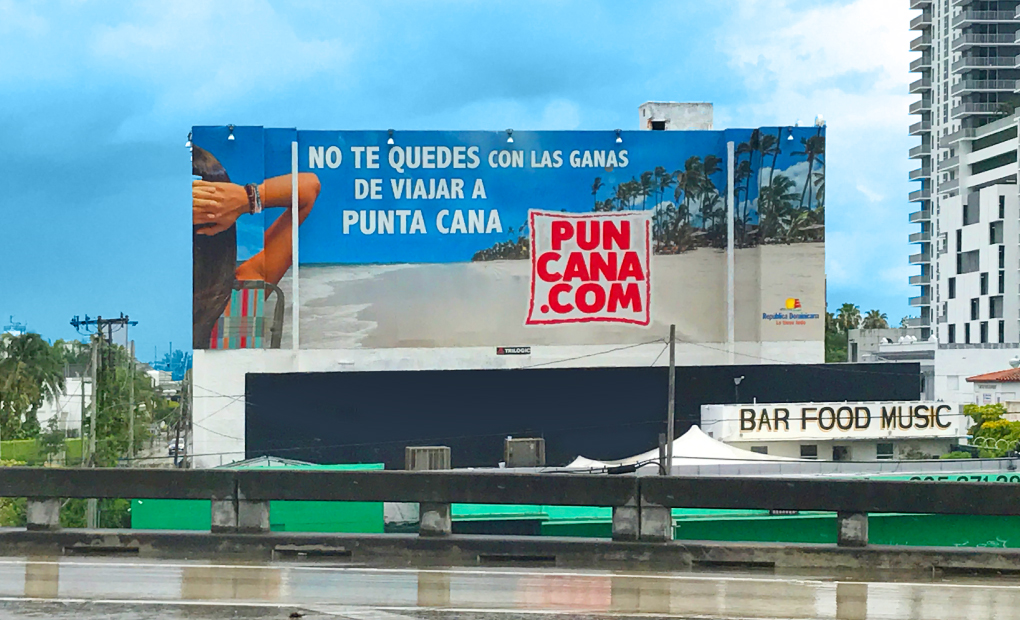 NO TE QUEDES CON LAS GANAS
DE VIAJAR A
PUNTA CANA
PUN
CANA
.COM
República Dominicana
TRILOGIC
BAR FOOD MUSIC